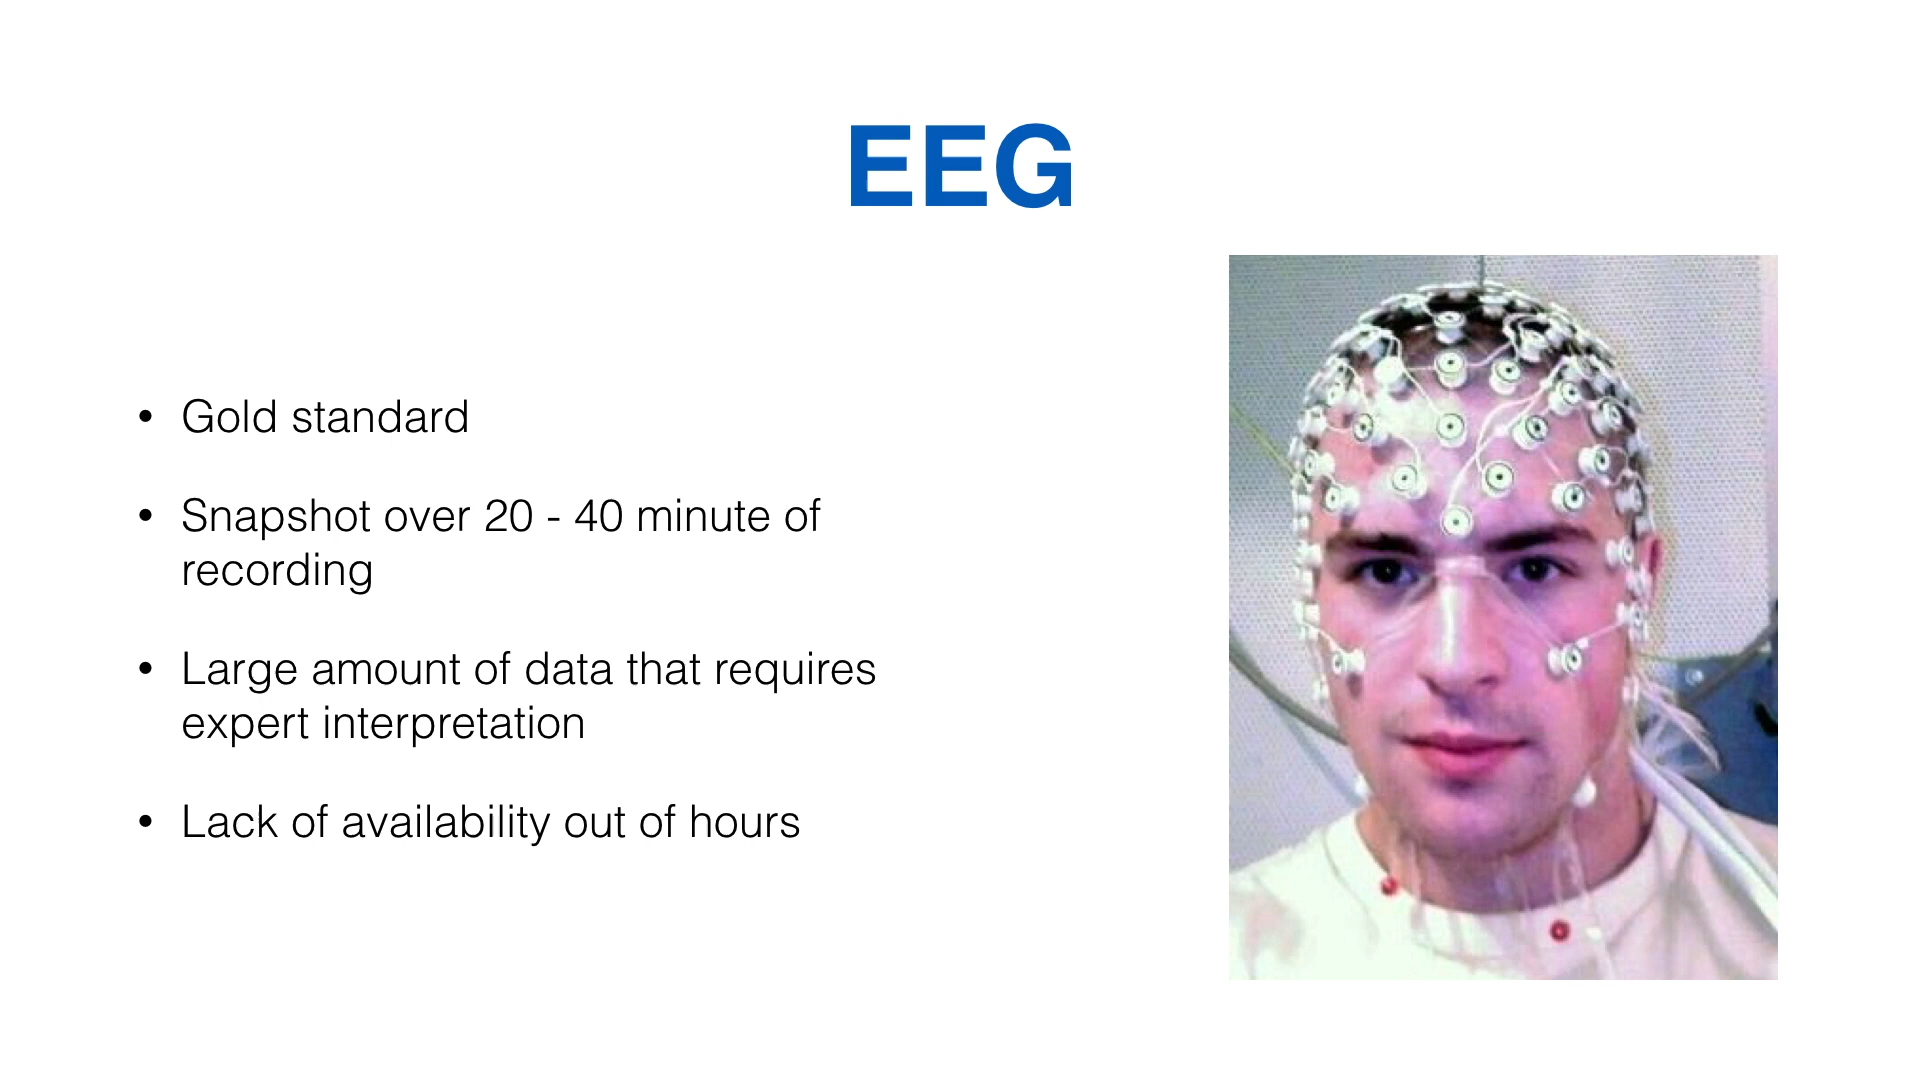 EEG
• Gold standard
• Snapshot over 20 - 40 minute of
recording
• Large amount of data that requires
expert interpretation
• Lack of availability out of hours